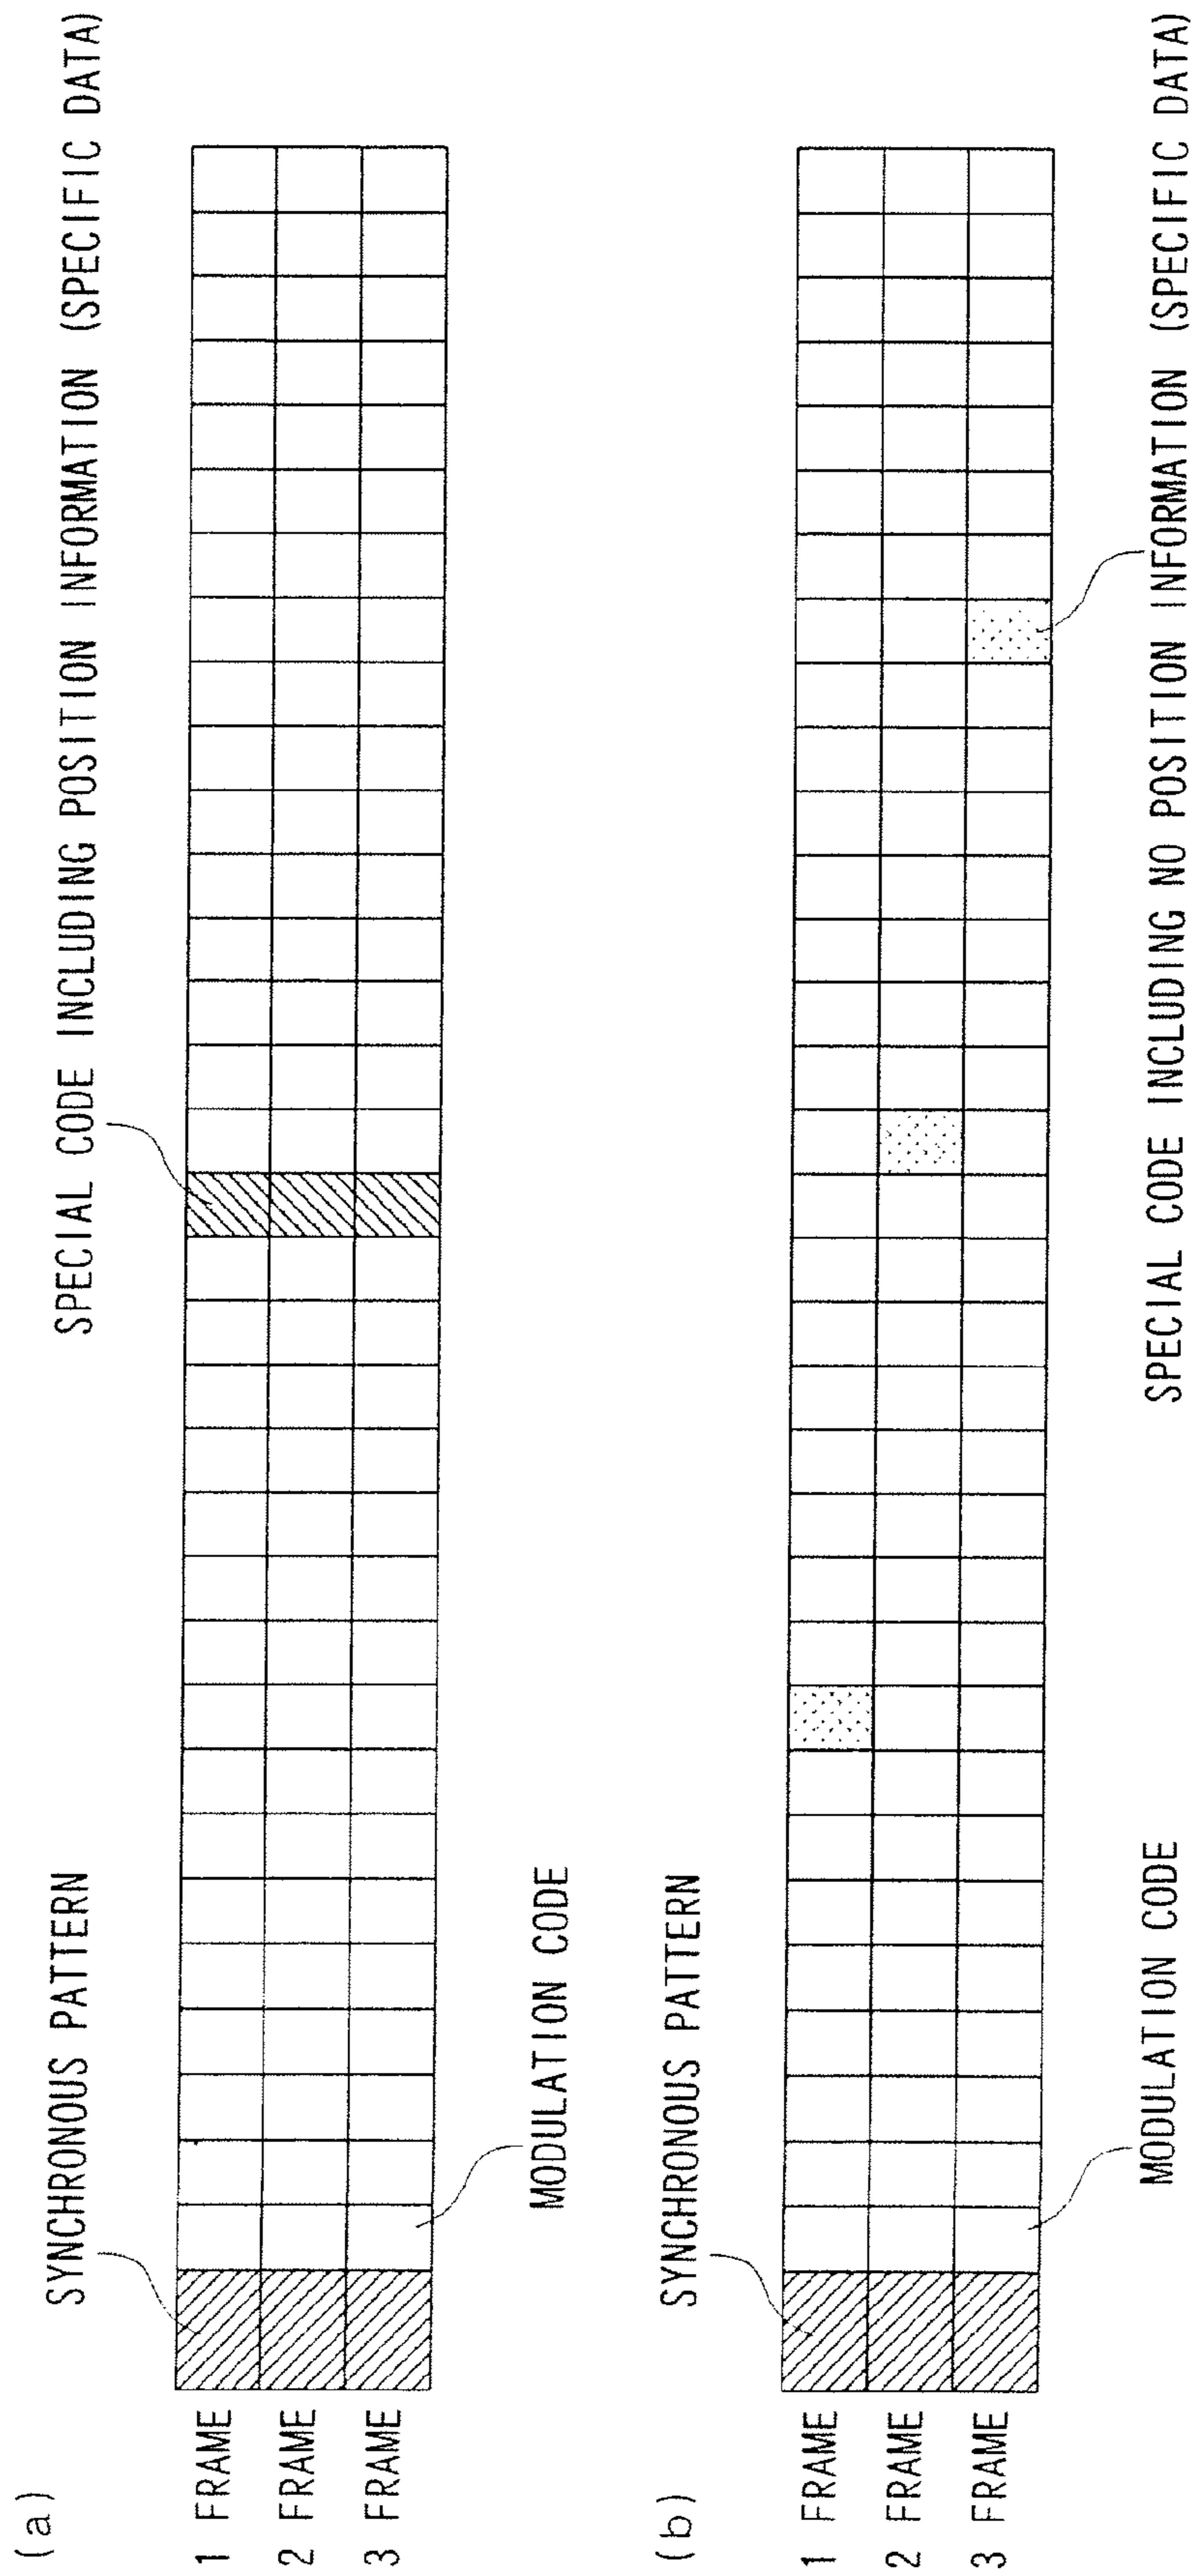 (a)
SYNCHRONOUS PATTERN
SPECIAL CODE INCLUDING POSITION INFORMATION (SPECIFIC DATA)
1 FRAME
2 FRAME
3 FRAME
MODULATION CODE
(b)
SYNCHRONOUS PATTERN
1 FRAME
2 FRAME
3 FRAME
MODULATION CODE
SPECIAL CODE INCLUDING NO POSITION INFORMATION (SPECIFIC DATA)